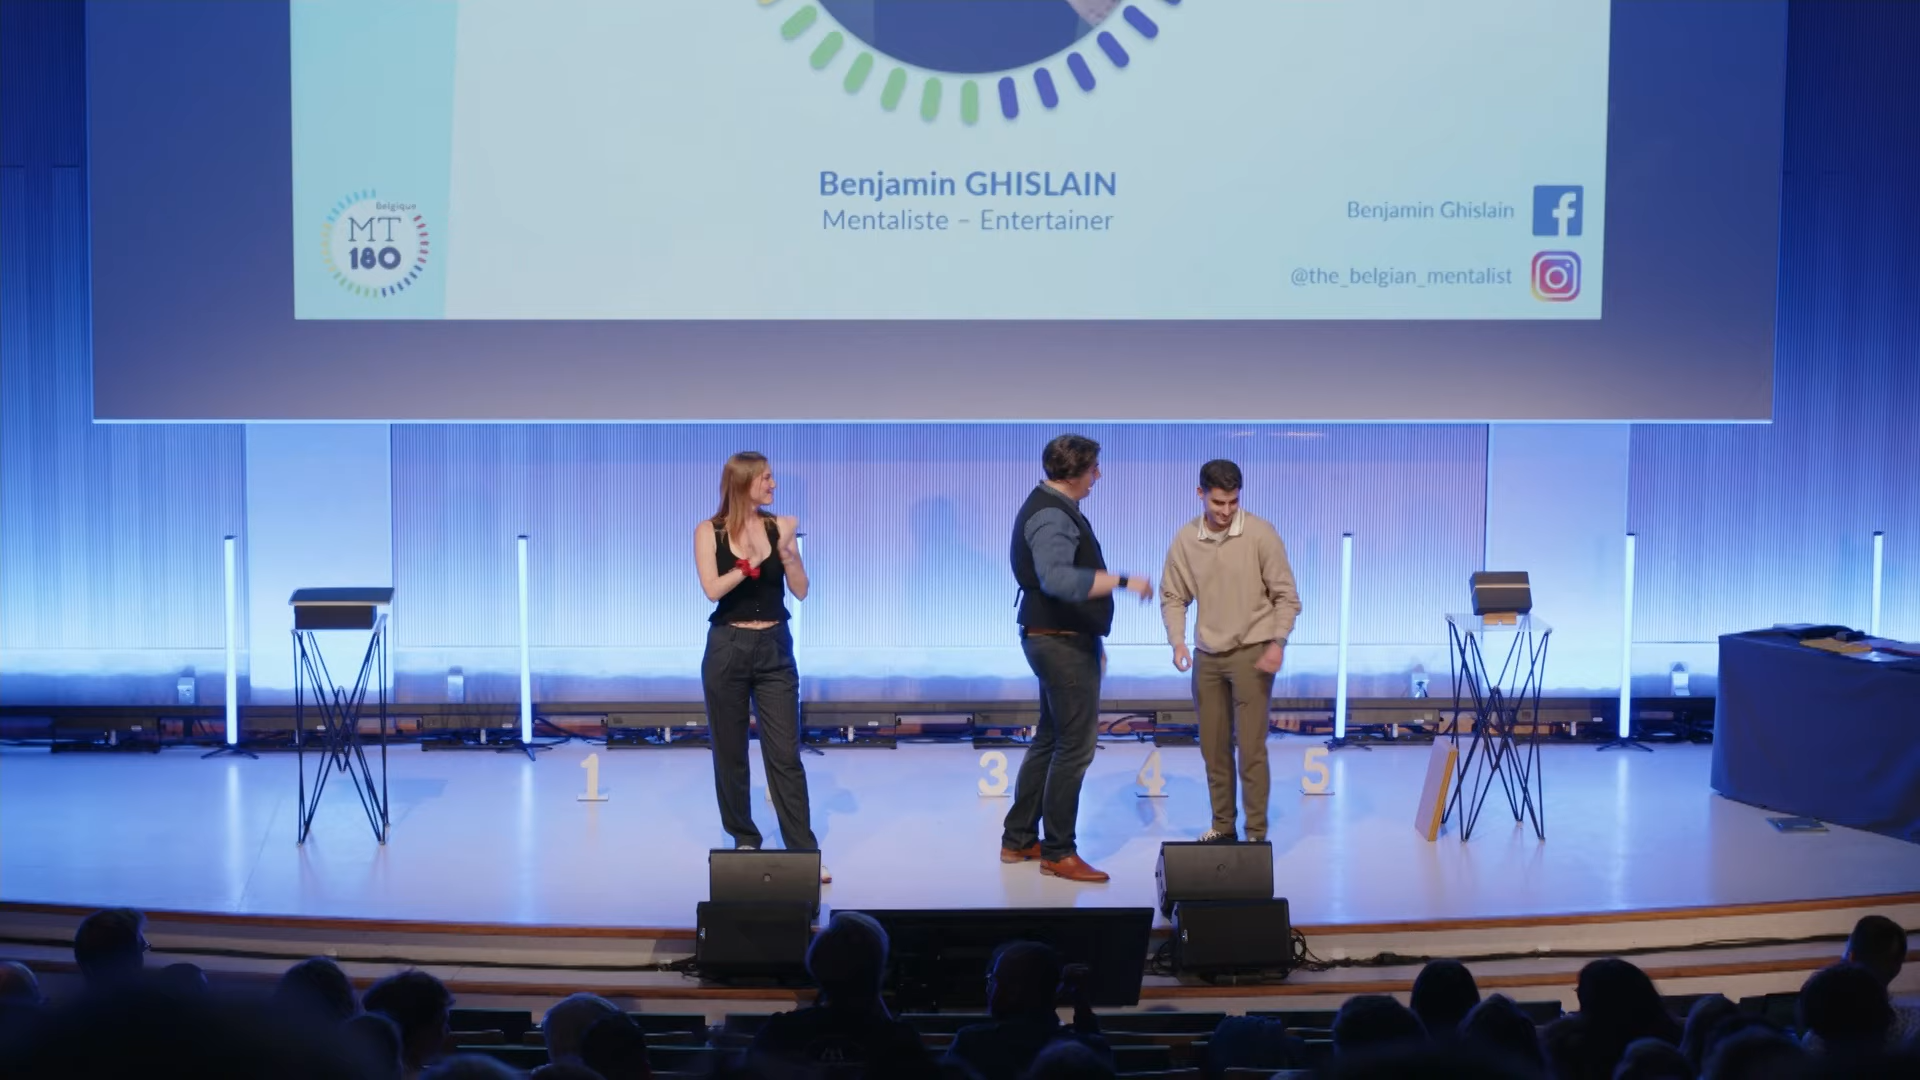 Benjamin GHISLAIN
Mentaliste – Entertainer
Benjamin Ghislain
@the_belgian_mentalist
Belgique
MT
180
1
3
4
5